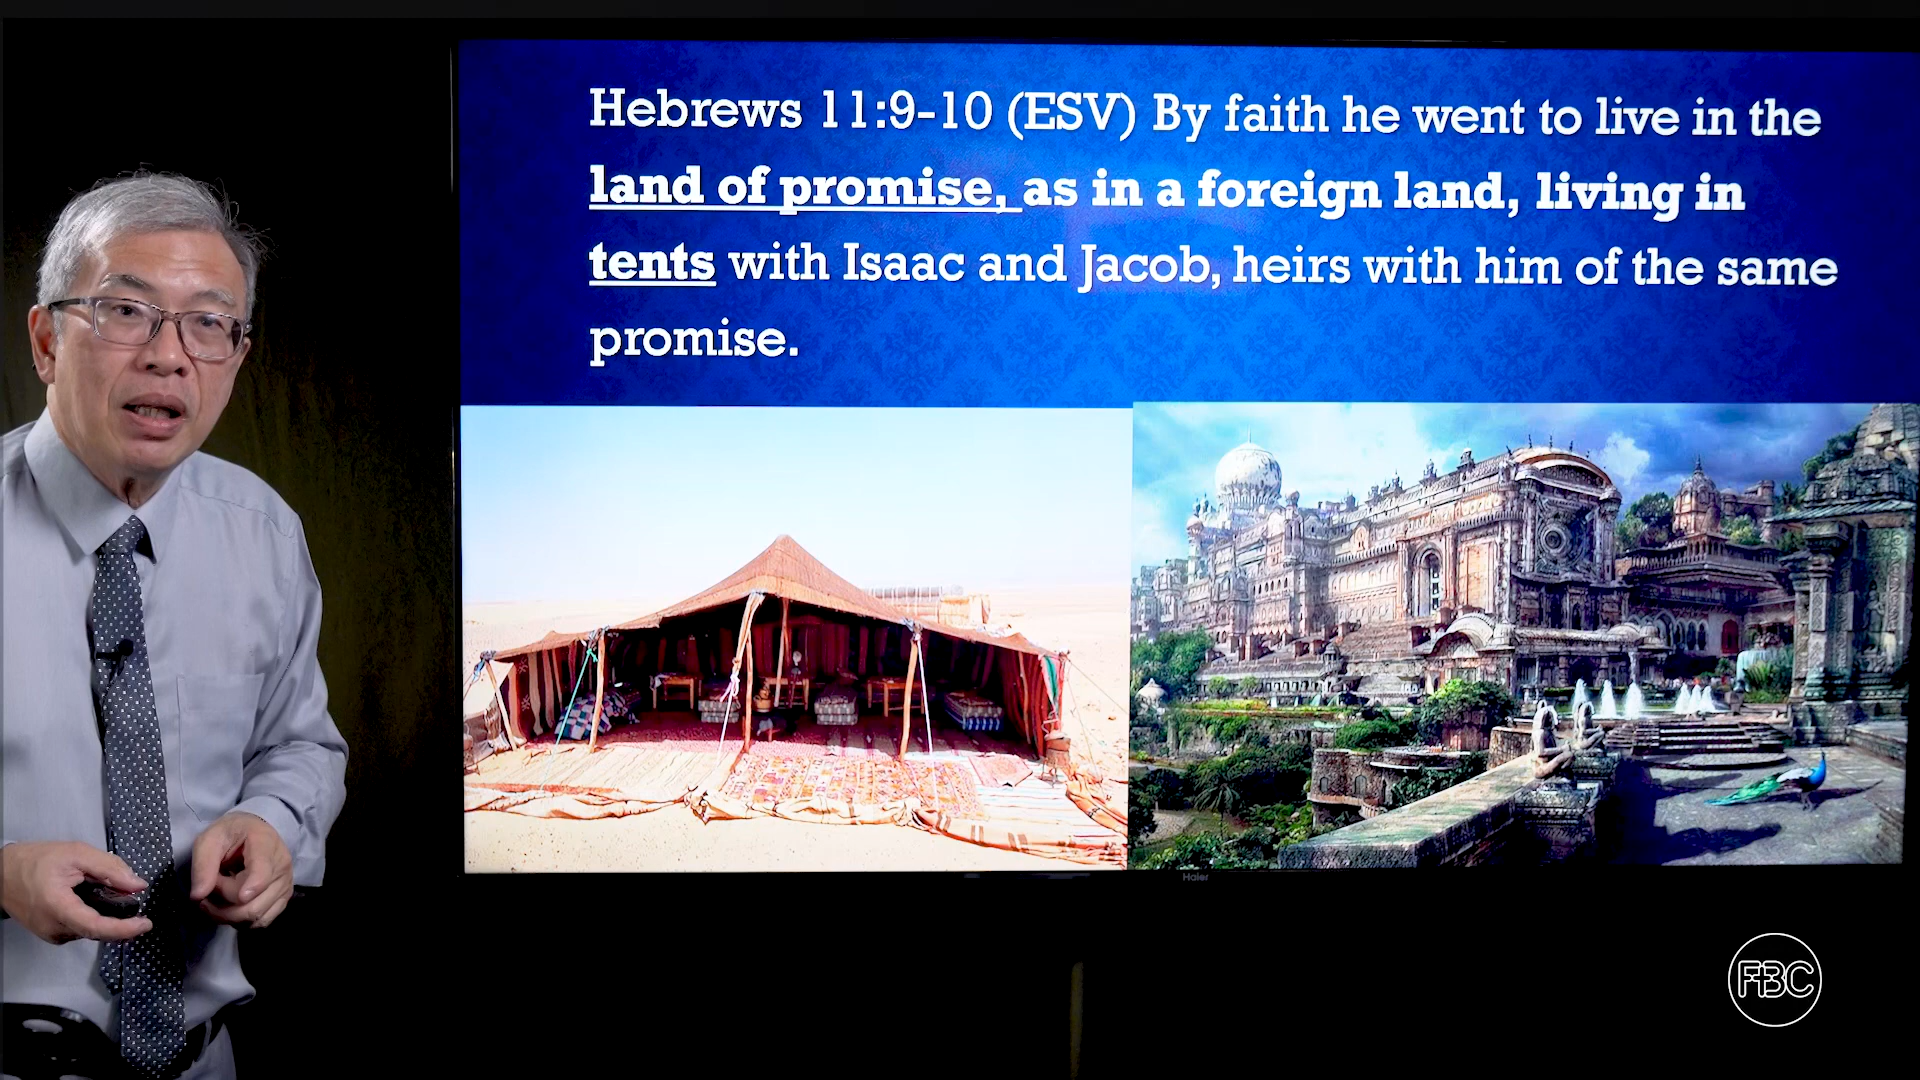 Hebrews 11:9-10 (ESV) By faith he went to live in the
land of promise, as in a foreign land, living in
tents with Isaac and Jacob, heirs with him of the same
promise.
Haier
FBC